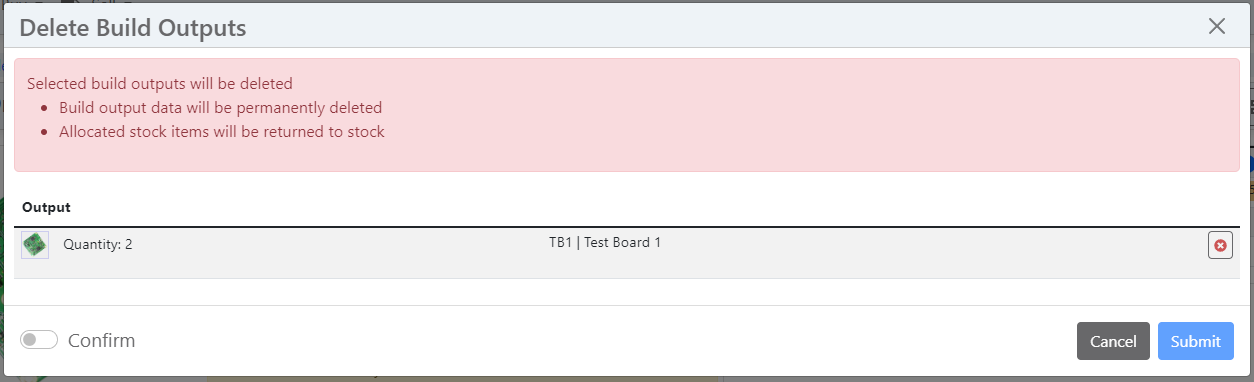 Delete Build Outputs
Selected build outputs will be deleted
Build output data will be permanently deleted
Allocated stock items will be returned to stock
Output
Quantity: 2
TB1 | Test Board 1
Confirm
Cancel
Submit